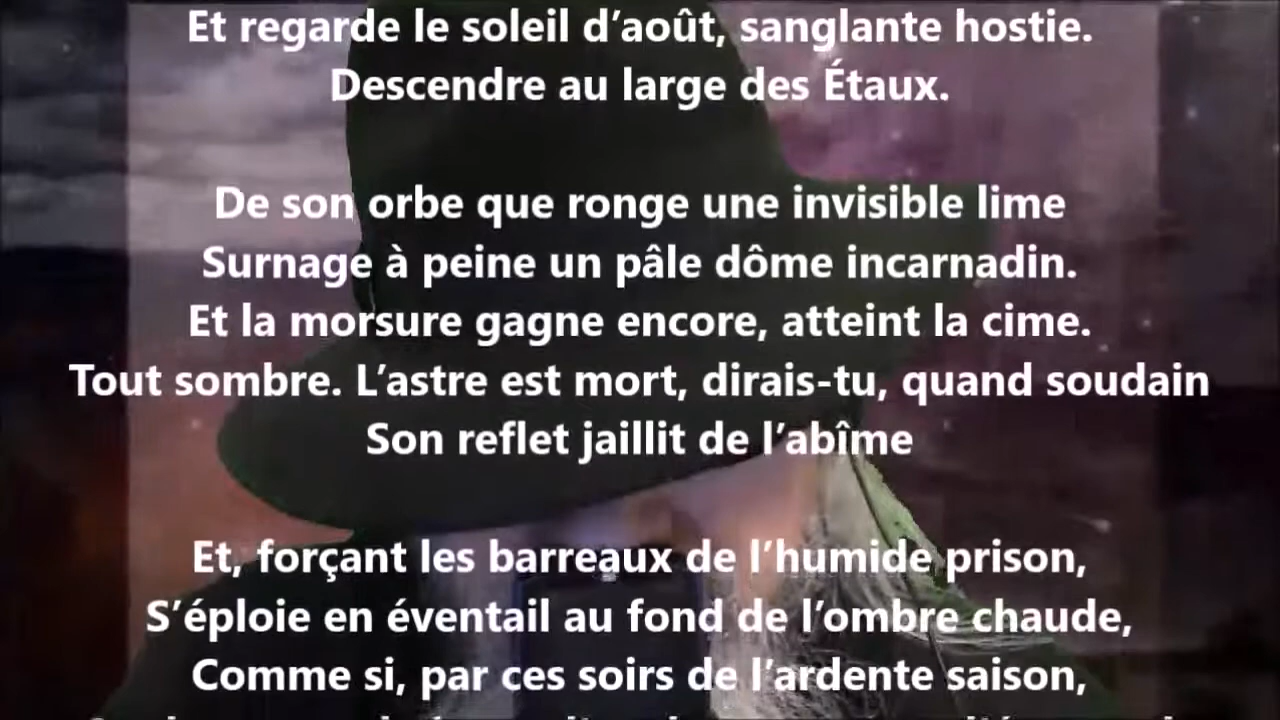 Et regarde le soleil d’août, sanglante hostie.
Descendre au large des Étaux.
De son orbe que ronge une invisible lime
Surnage à peine un pâle dôme incarnadin.
Et la morsure gagne encore, atteint la cime.
Tout sombre. L’astre est mort, dirais-tu, quand soudain
Son reflet jaillit de l’abîme
Et, forçant les barreaux de l’humide prison,
S’éploie en éventail au fond de l’ombre chaude,
Comme si, par ces soirs de l’ardente saison,